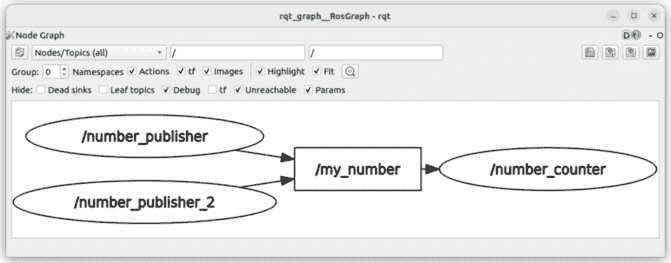 rqt_graph__RosGraph - rqt
Node Graph
Nodes/Topics (all) / /
Group: 0 Namespaces Actions tf Images Highlight Fit
Hide: Dead sinks Leaf topics Debug tf Unreachable Params
/number_publisher
/my_number
/number_counter
/number_publisher_2